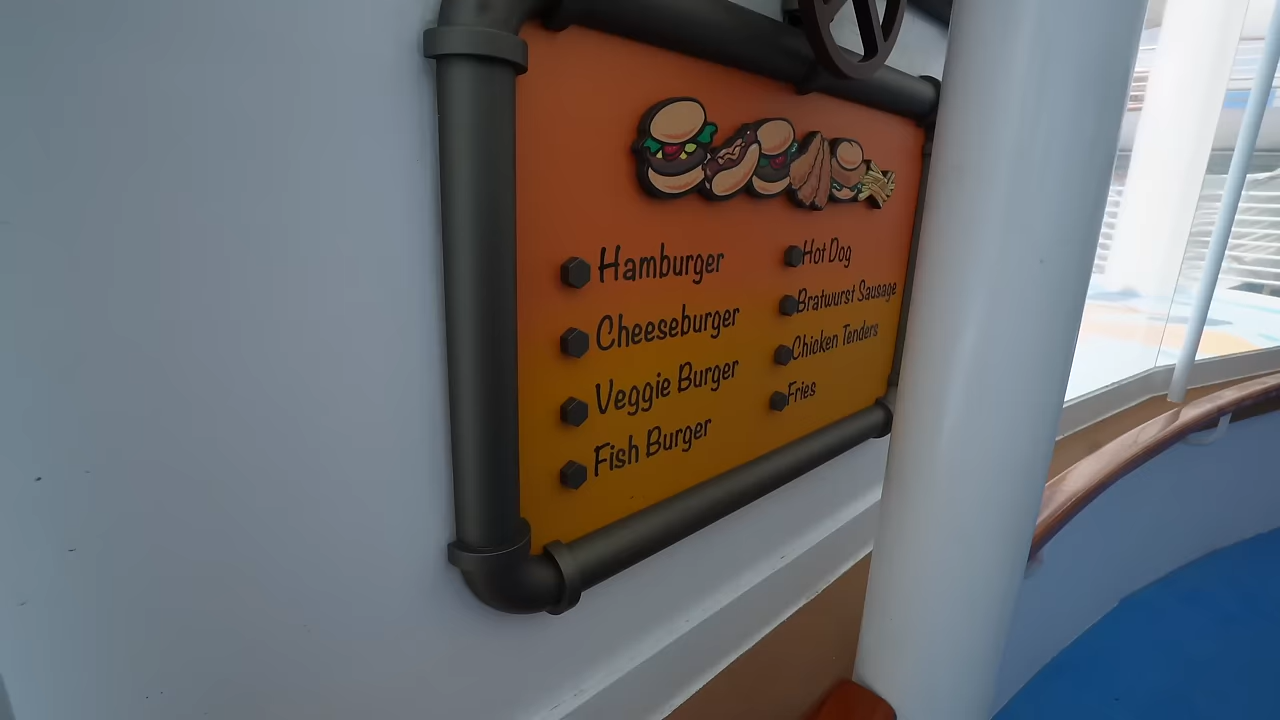 Hamburger
Cheeseburger
Veggie Burger
Fish Burger
Hot Dog
Bratwurst Sausage
Chicken Tenders
Fries